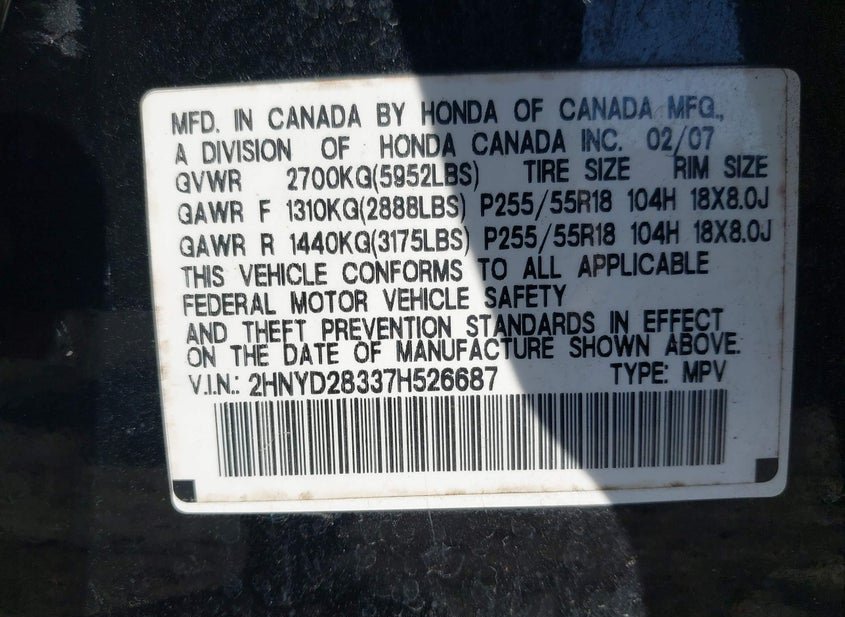 MFD. IN CANADA BY HONDA OF CANADA MFG.,
A DIVISION OF HONDA CANADA INC. 02/07
GVWR 2700KG(5952LBS) TIRE SIZE RIM SIZE
GAWR F 1310KG(2888LBS) P255/55R18 104H 18X8.0J
GAWR R 1440KG(3175LBS) P255/55R18 104H 18X8.0J
THIS VEHICLE CONFORMS TO ALL APPLICABLE
FEDERAL MOTOR VEHICLE SAFETY
AND THEFT PREVENTION STANDARDS IN EFFECT
ON THE DATE OF MANUFACTURE SHOWN ABOVE.
V.I.N.: 2HNYD28337H526687 TYPE: MPV